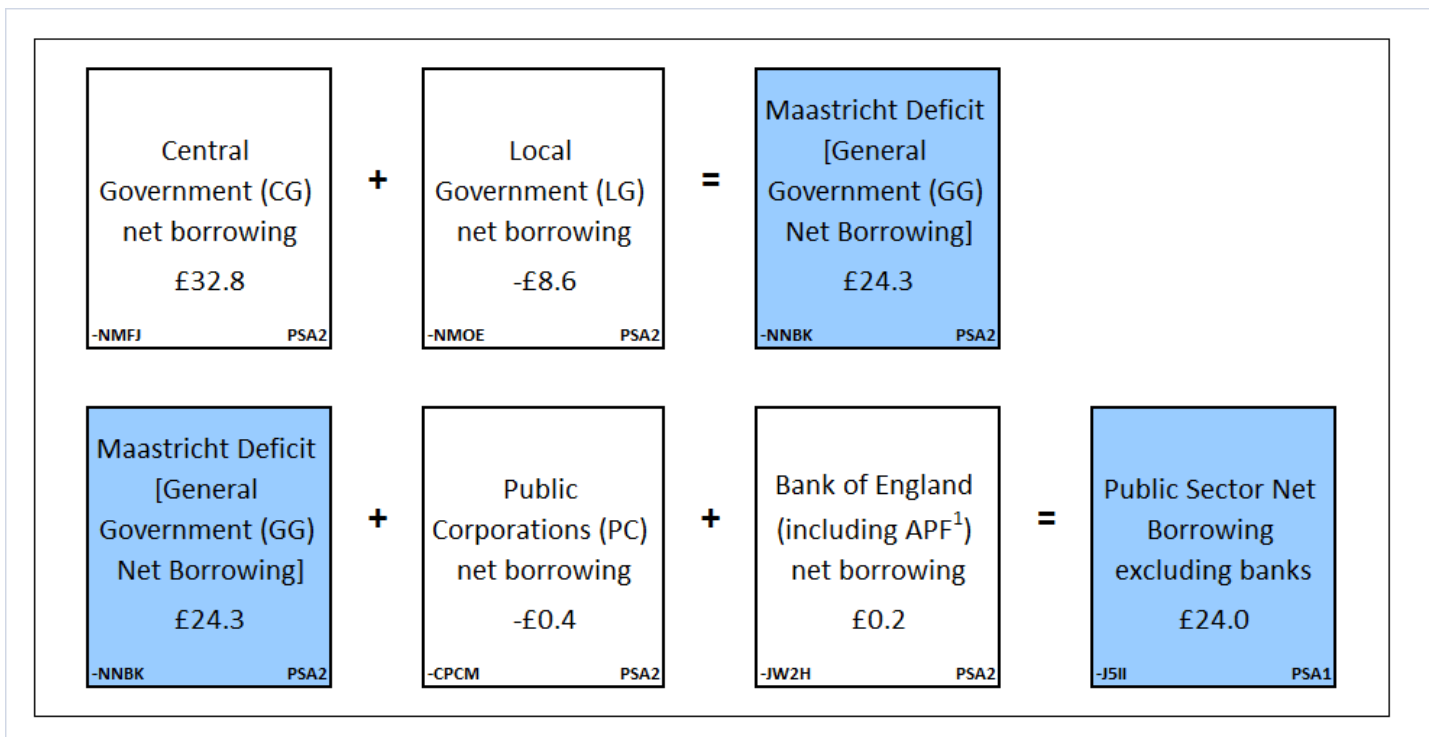 Central
Government (CG)
net borrowing
£32.8
-NMFJ PSA2
+
Local
Government (LG)
net borrowing
-£8.6
-NMOE PSA2
=
Maastricht Deficit
[General
Government (GG)
Net Borrowing]
£24.3
-NNBK PSA2
Maastricht Deficit
[General
Government (GG)
Net Borrowing]
£24.3
-NNBK PSA2
+
Public
Corporations (PC)
net borrowing
-£0.4
-CPCM PSA2
+
Bank of England
(including APF¹)
net borrowing
£0.2
-JW2H PSA2
=
Public Sector Net
Borrowing
excluding banks
£24.0
-J5II PSA1